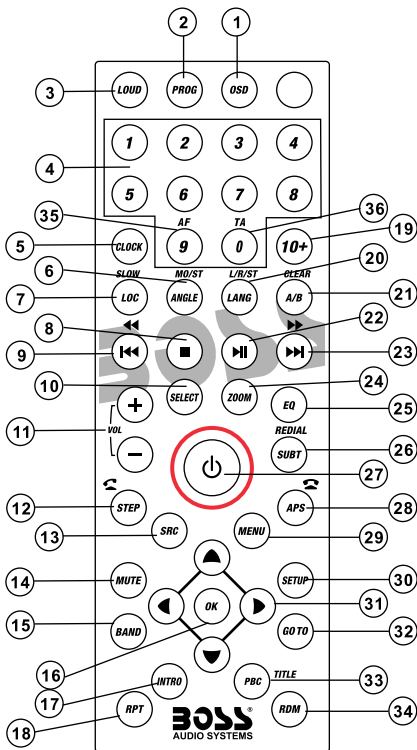 2 1
3 LOUD PROG OSD
1 2 3 4
4
5 6 7 8
35 AF TA 36
5 CLOCK 9 0 10+ 19
6 SLOW MO/ST L/R/ST CLEAR 20
7 LOC ANGLE LANG A/B 21
8 22
BOSS
9 23
10 SELECT ZOOM 24
+ EQ 25
11 VOL
REDIAL
− SUBT 26
27
12 STEP APS 28
13 SRC MENU 29
14 MUTE SETUP 30
OK 31
15 BAND GO TO 32
16
17 INTRO PBC TITLE 33
18 RPT RDM 34
BOSS®
AUDIO SYSTEMS